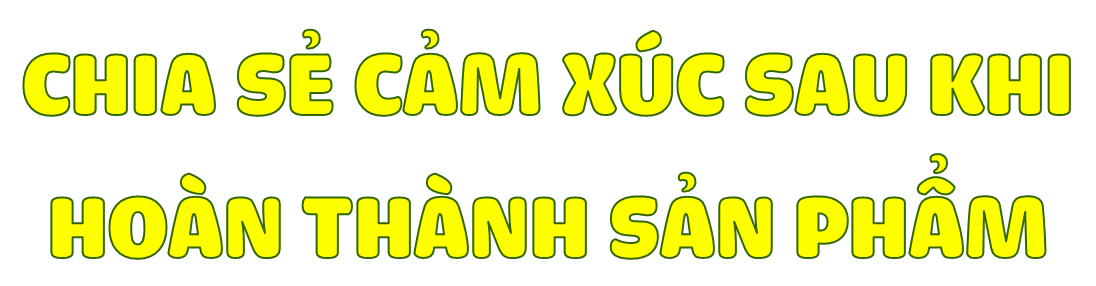 CHIA SẺ CẢM XÚC SAU KHI
HOÀN THÀNH SẢN PHẨM